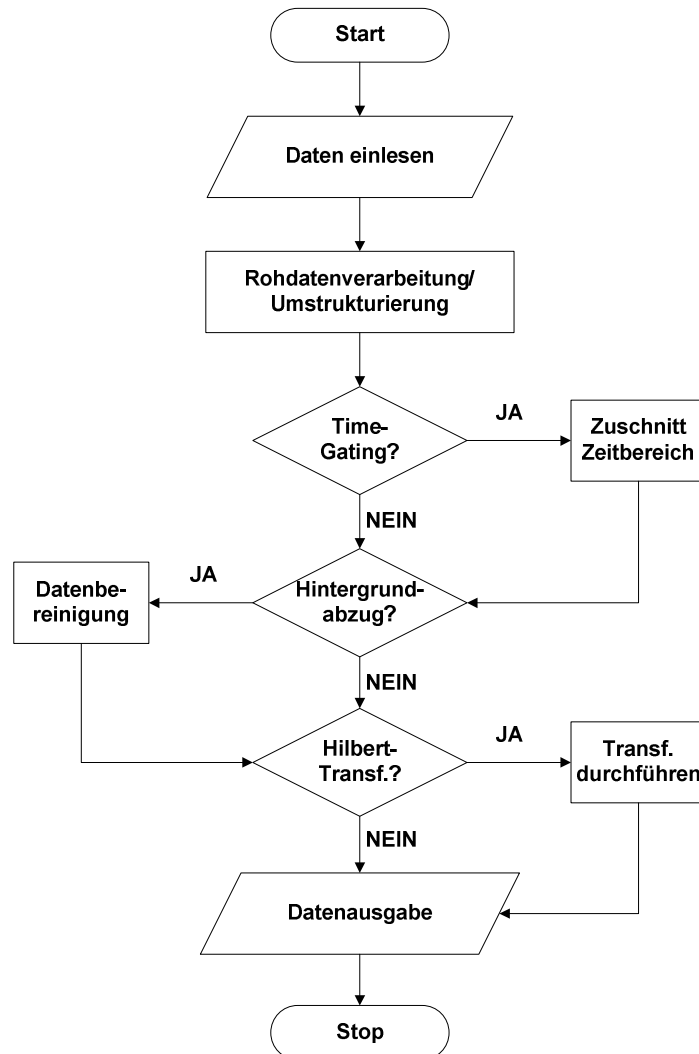 Start
Daten einlesen
Rohdatenverarbeitung/
Umstrukturierung
Time-
Gating?
JA
Zuschnitt
Zeitbereich
NEIN
Hintergrund-
abzug?
JA
Datenbe-
reinigung
NEIN
Hilbert-
Transf.?
JA
Transf.
durchführen
NEIN
Datenausgabe
Stop